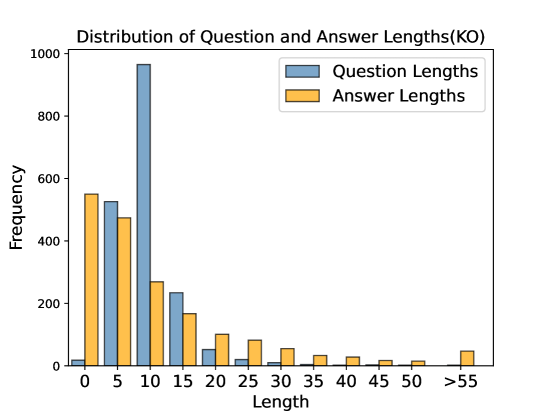 Distribution of Question and Answer Lengths(KO)
Question Lengths
Answer Lengths
Frequency
1000
800
600
400
200
0
0 5 10 15 20 25 30 35 40 45 50 >55
Length